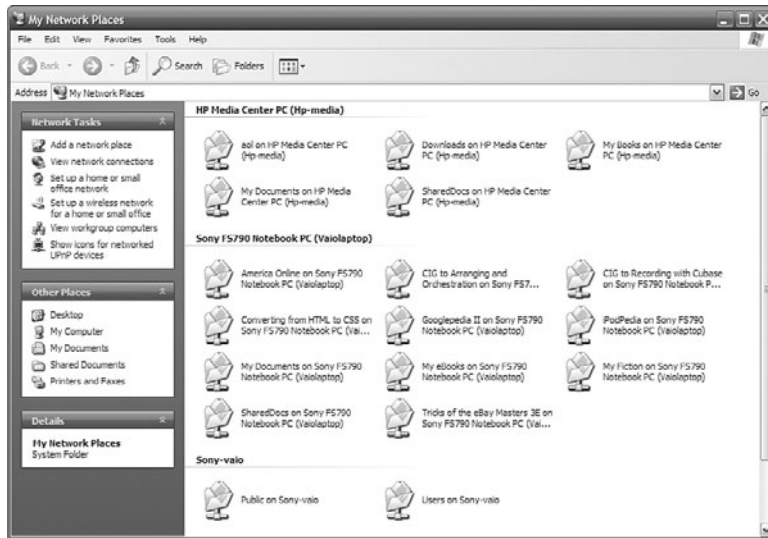 My Network Places
File Edit View Favorites Tools Help
Back Search Folders
Address My Network Places Go
Network Tasks
Add a network place
View network connections
Set up a home or small
office network
Set up a wireless network
for a home or small office
View workgroup computers
Show icons for networked
UPnP devices
Other Places
Desktop
My Computer
My Documents
Shared Documents
Printers and Faxes
Details
My Network Places
System Folder
HP Media Center PC (Hp-media)
aol on HP Media Center PC
(Hp-media)
Downloads on HP Media Center
PC (Hp-media)
My Books on HP Media Center
PC (Hp-media)
My Documents on HP Media
Center PC (Hp-media)
SharedDocs on HP Media Center
PC (Hp-media)
Sony FS790 Notebook PC (Vaiolaptop)
America Online on Sony FS790
Notebook PC (Vaiolaptop)
CIG to Arranging and
Orchestration on Sony FS7...
CIG to Recording with Cubase
on Sony FS790 Notebook P...
Converting from HTML to CSS on
Sony FS790 Notebook PC (Vai...
Googlepedia II on Sony FS790
Notebook PC (Vaiolaptop)
iPodPedia on Sony FS790
Notebook PC (Vaiolaptop)
My Documents on Sony FS790
Notebook PC (Vaiolaptop)
My eBooks on Sony FS790
Notebook PC (Vaiolaptop)
My Fiction on Sony FS790
Notebook PC (Vaiolaptop)
SharedDocs on Sony FS790
Notebook PC (Vaiolaptop)
Tricks of the eBay Masters 3E on
Sony FS790 Notebook PC (Vai...
Sony-vaio
Public on Sony-vaio
Users on Sony-vaio